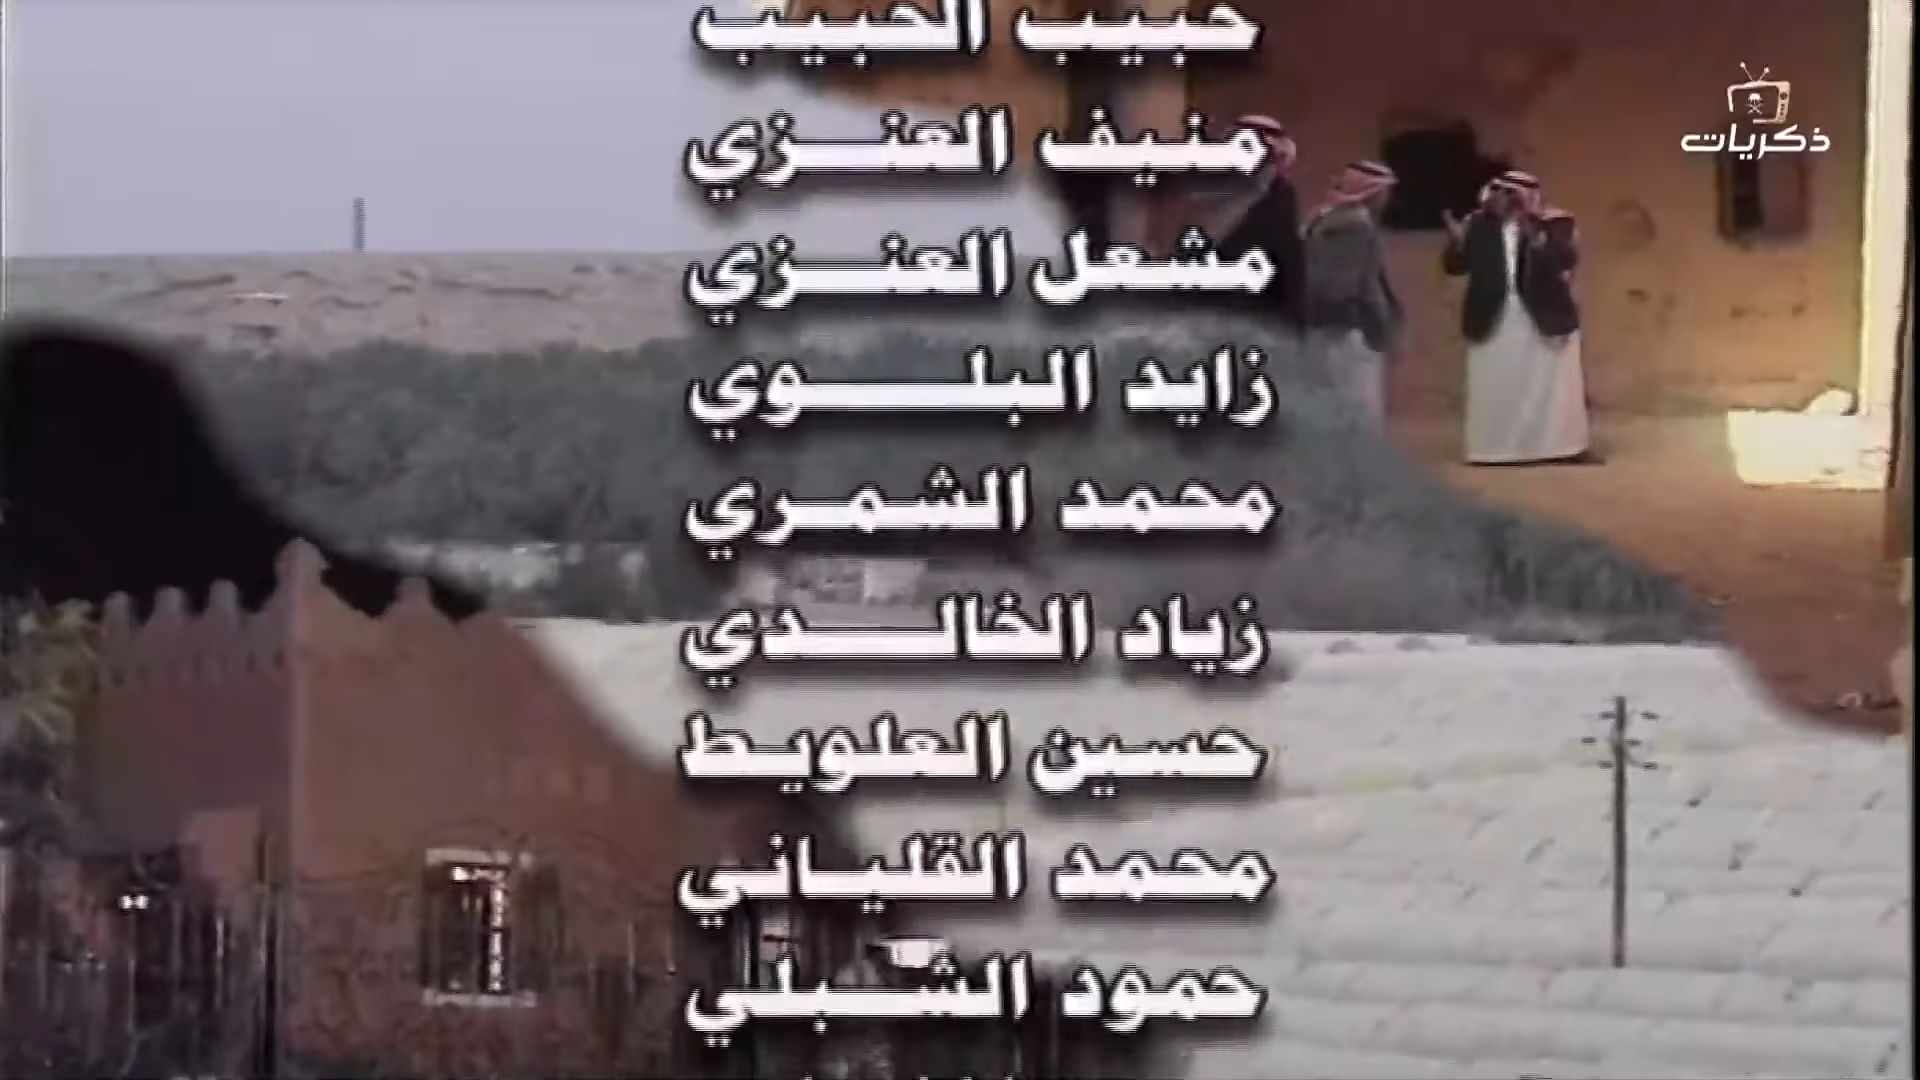 حبيب الحبيب
منيف العنزي
ذكريات
مشعل العنزي
زايد البلوي
محمد الشمري
زياد الخالدي
حسين العلويط
محمد القلياني
حمود الشبلي